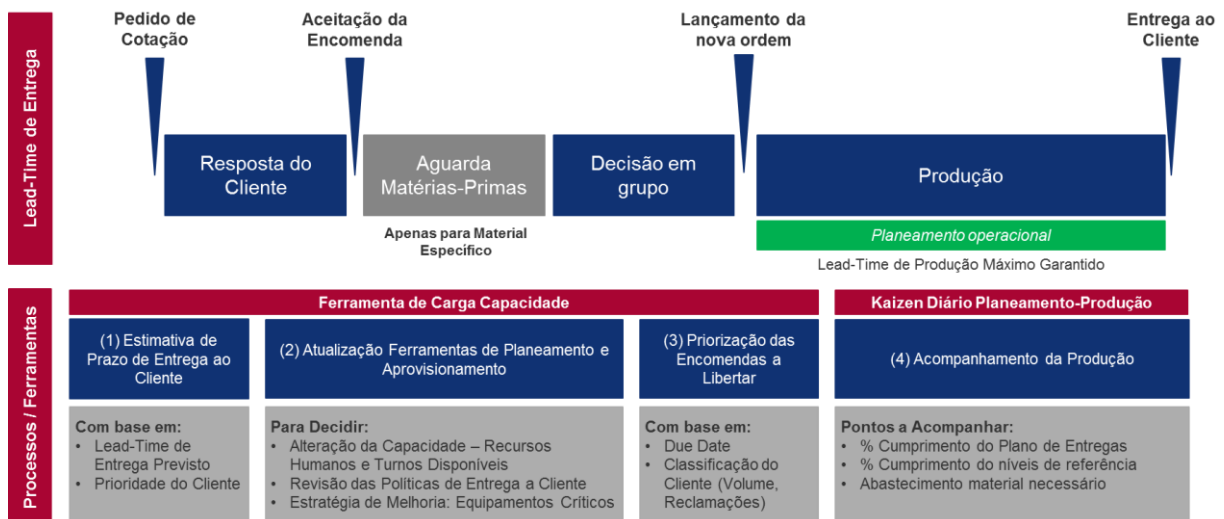 Lead-Time de Entrega
Pedido de
Cotação
Aceitação da
Encomenda
Lançamento da
nova ordem
Entrega ao
Cliente
Resposta do
Cliente
Aguarda
Matérias-Primas
Decisão em
grupo
Produção
Apenas para Material
Especifico
Planeamento operacional
Lead-Time de Produção Máximo Garantido
Processos / Ferramentas
Ferramenta de Carga Capacidade
Kaizen Diário Planeamento-Produção
(1) Estimativa de
Prazo de Entrega ao
Cliente
(2) Atualização Ferramentas de Planeamento e
Aprovisionamento
(3) Priorização das
Encomendas a
Libertar
(4) Acompanhamento da Produção
Com base em:
• Lead-Time de
Entrega Previsto
• Prioridade do Cliente
Para Decidir:
• Alteração da Capacidade – Recursos
Humanos e Turnos Disponíveis
• Revisão das Políticas de Entrega a Cliente
• Estratégia de Melhoria: Equipamentos Críticos
Com base em:
• Due Date
• Classificação do
Cliente (Volume,
Reclamações)
Pontos a Acompanhar:
• % Cumprimento do Plano de Entregas
• % Cumprimento do níveis de referência
• Abastecimento material necessário